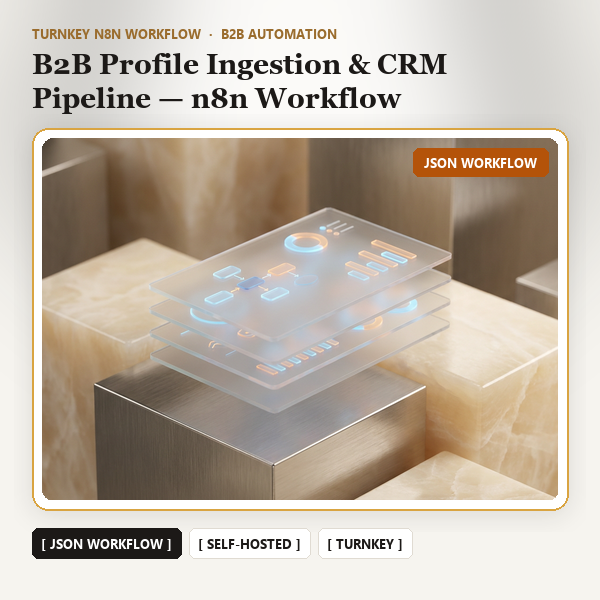 TURNKEY N8N WORKFLOW · B2B AUTOMATION
B2B Profile Ingestion & CRM
Pipeline — n8n Workflow
JSON WORKFLOW
[ JSON WORKFLOW ]
[ SELF-HOSTED ]
[ TURNKEY ]